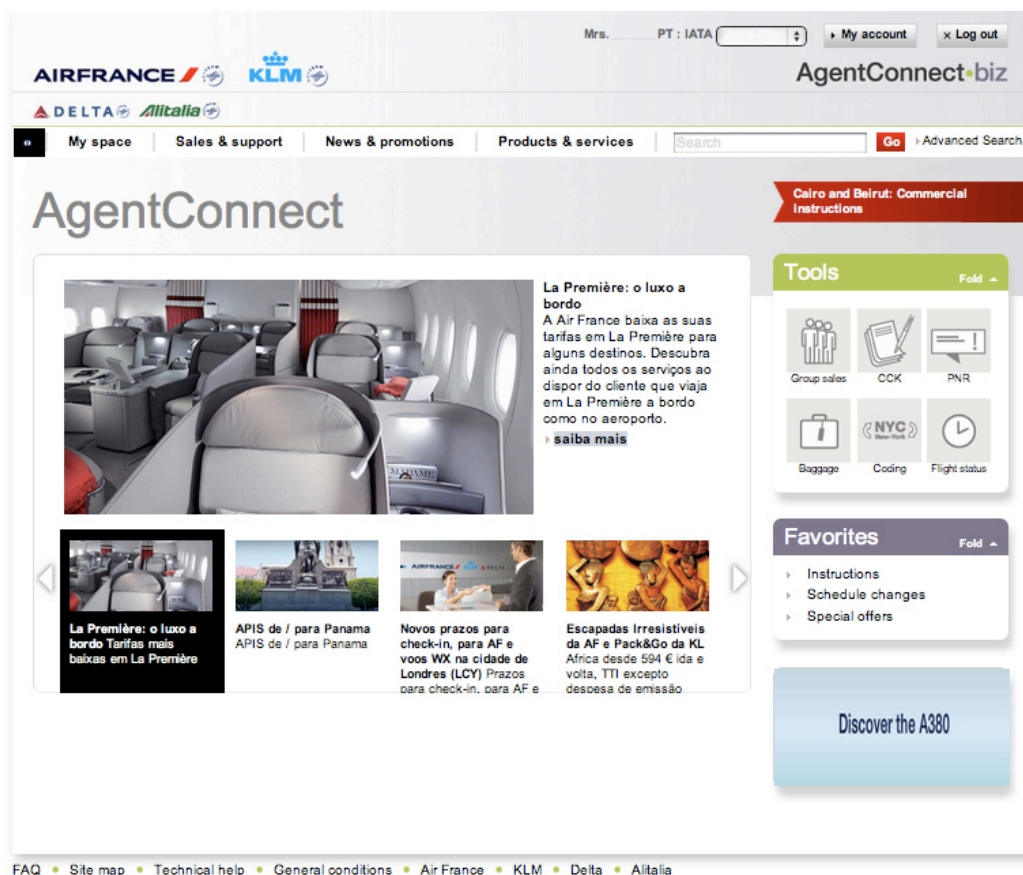 Mrs. PT : IATA My account × Log out
AIRFRANCE KLM AgentConnect•biz
DELTA Alitalia
My space Sales & support News & promotions Products & services Search Go Advanced Search
AgentConnect
Cairo and Beirut: Commercial
instructions
La Première: o luxo a
bordo
A Air France baixa as suas
tarifas em La Première para
alguns destinos. Descubra
ainda todos os serviços ao
dispor do cliente que viaja
em La Première a bordo
como no aeroporto.
saiba mais
MADAME
La Première: o luxo a
bordo Tarifas mais
baixas em La Première
APIS de / para Panama
APIS de / para Panama
AIRFRANCE KLM DELTA
Novos prazos para
check-in, para AF e
voos WX na cidade de
Londres (LCY) Prazos
para check-in, para AF e
Escapadas Irresistíveis
da AF e Pack&Go da KL
Africa desde 594 € ida e
volta, TTI excepto
despesa de emissão
Tools Fold
Group sales CCK PNR
NYC
New-York
Baggage Coding Flight status
Favorites Fold
Instructions
Schedule changes
Special offers
Discover the A380
FAQ • Site map • Technical help • General conditions • Air France • KLM • Delta • Alitalia